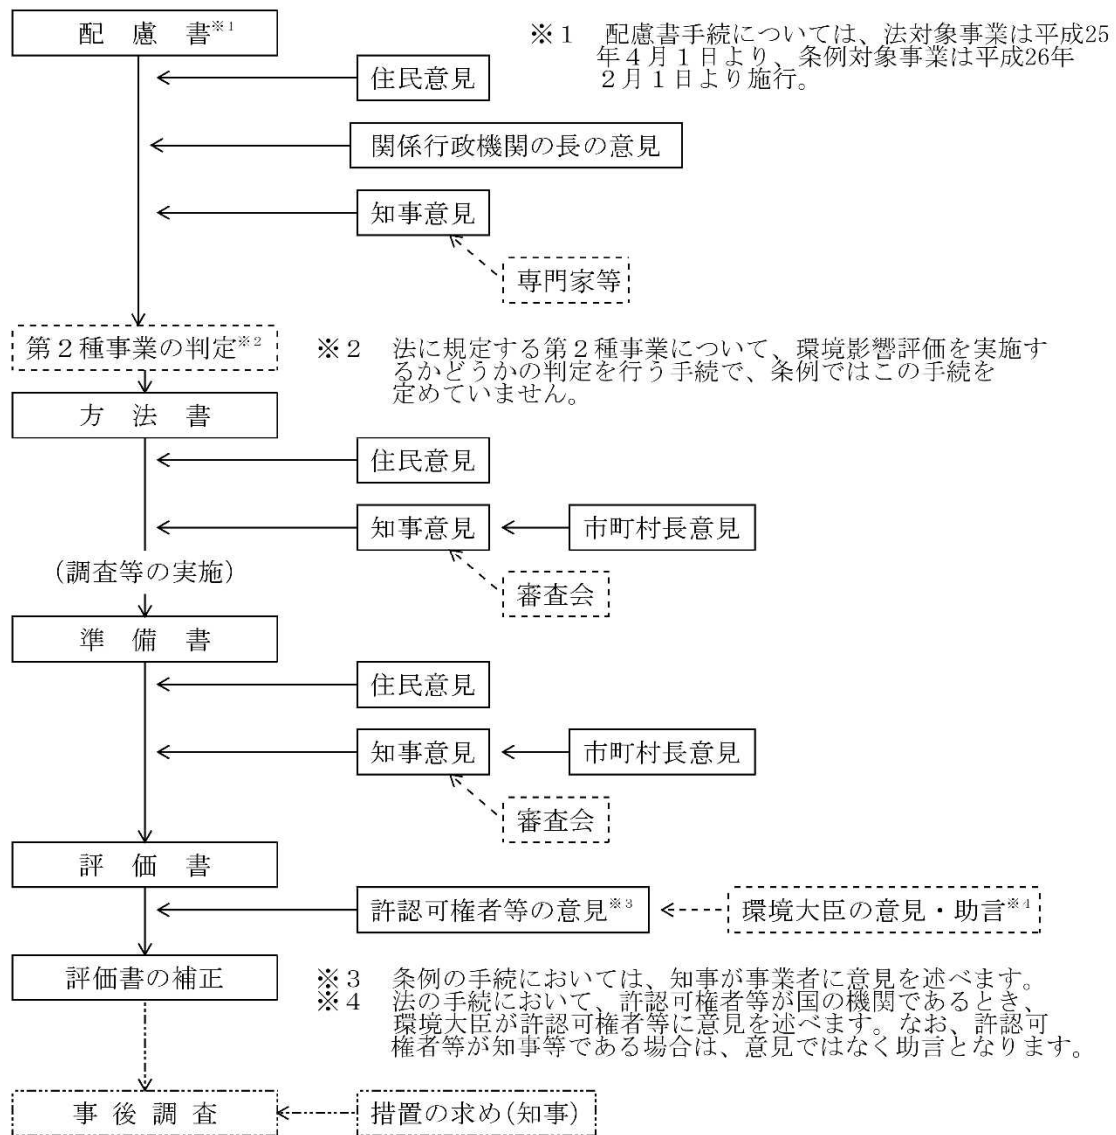 配　慮　書※1
※１　配慮書手続については、法対象事業は平成25
年４月１日より、条例対象事業は平成26年
２月１日より施行。
住民意見
関係行政機関の長の意見
知事意見
専門家等
第２種事業の判定※2
※２　法に規定する第２種事業について、環境影響評価を実施す
るかどうかの判定を行う手続で、条例ではこの手続を
定めていません。
方　法　書
住民意見
知事意見
市町村長意見
審査会
(調査等の実施)
準　備　書
住民意見
知事意見
市町村長意見
審査会
評　価　書
許認可権者等の意見※3
環境大臣の意見・助言※4
評価書の補正
※３　条例の手続においては、知事が事業者に意見を述べます。
※４　法の手続において、許認可権者等が国の機関であるとき、
環境大臣が許認可権者等に意見を述べます。なお、許認可
権者等が知事等である場合は、意見ではなく助言となります。
事 後 調 査
措置の求め(知事)